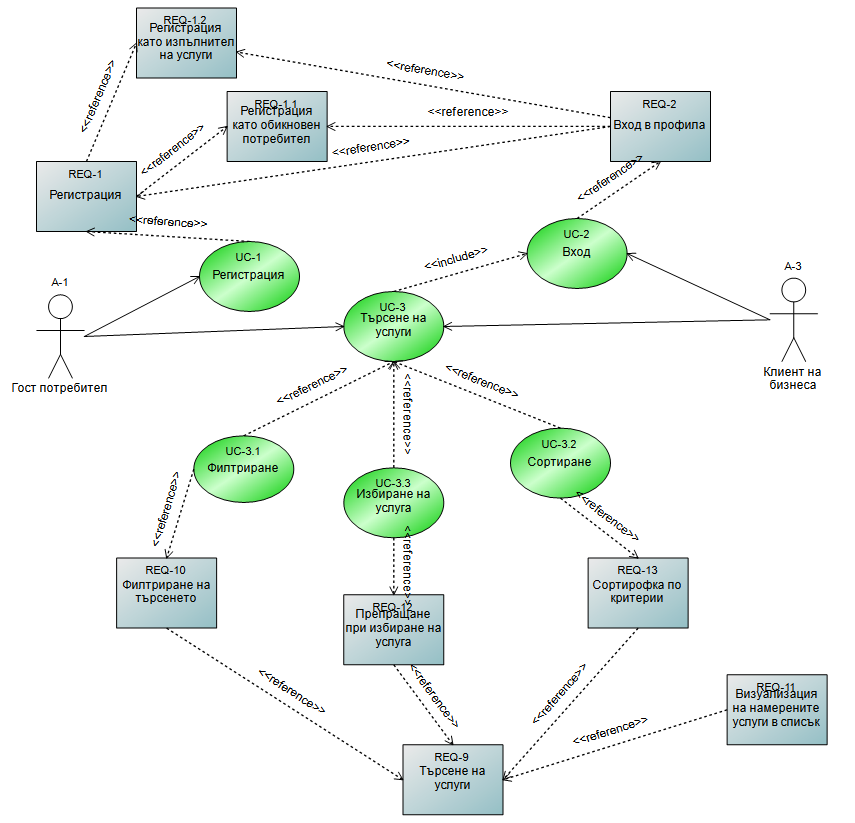 REQ-1.2
Регистрация
като изпълнител
на услуги
<<reference>>
<<reference>>
REQ-1.1
Регистрация
като обикновен
потребител
<<reference>>
REQ-2
Вход в профила
<<reference>>
<<reference>>
REQ-1
Регистрация
<<reference>>
<<reference>>
UC-1
Регистрация
UC-2
Вход
<<include>>
A-1
Гост потребител
A-3
Клиент на
бизнеса
UC-3
Търсене на
услуги
<<reference>>
<<reference>>
<<reference>>
UC-3.1
Филтриране
UC-3.3
Избиране на
услуга
UC-3.2
Сортиране
<<reference>>
<<reference>>
<<reference>>
REQ-10
Филтриране на
търсенето
REQ-12
Препращане
при избиране на
услуга
REQ-13
Сортирофка по
критерии
<<reference>>
<<reference>>
<<reference>>
REQ-11
Визуализация
на намерените
услуги в списък
<<reference>>
REQ-9
Търсене на
услуги